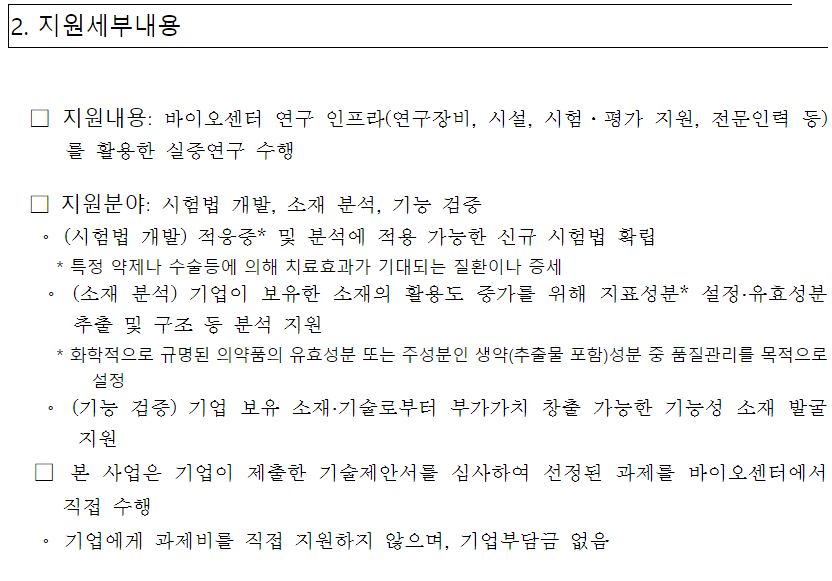 2. 지원세부내용
□ 지원내용: 바이오센터 연구 인프라(연구장비, 시설, 시험·평가 지원, 전문인력 등)
를 활용한 실증연구 수행
□ 지원분야: 시험법 개발, 소재 분석, 기능 검증
◦ (시험법 개발) 적응증* 및 분석에 적용 가능한 신규 시험법 확립
* 특정 약제나 수술등에 의해 치료효과가 기대되는 질환이나 증세
◦ (소재 분석) 기업이 보유한 소재의 활용도 증가를 위해 지표성분* 설정·유효성분
추출 및 구조 등 분석 지원
* 화학적으로 규명된 의약품의 유효성분 또는 주성분인 생약(추출물 포함)성분 중 품질관리를 목적으로
설정
◦ (기능 검증) 기업 보유 소재·기술로부터 부가가치 창출 가능한 기능성 소재 발굴
지원
□ 본 사업은 기업이 제출한 기술제안서를 심사하여 선정된 과제를 바이오센터에서
직접 수행
◦ 기업에게 과제비를 직접 지원하지 않으며, 기업부담금 없음